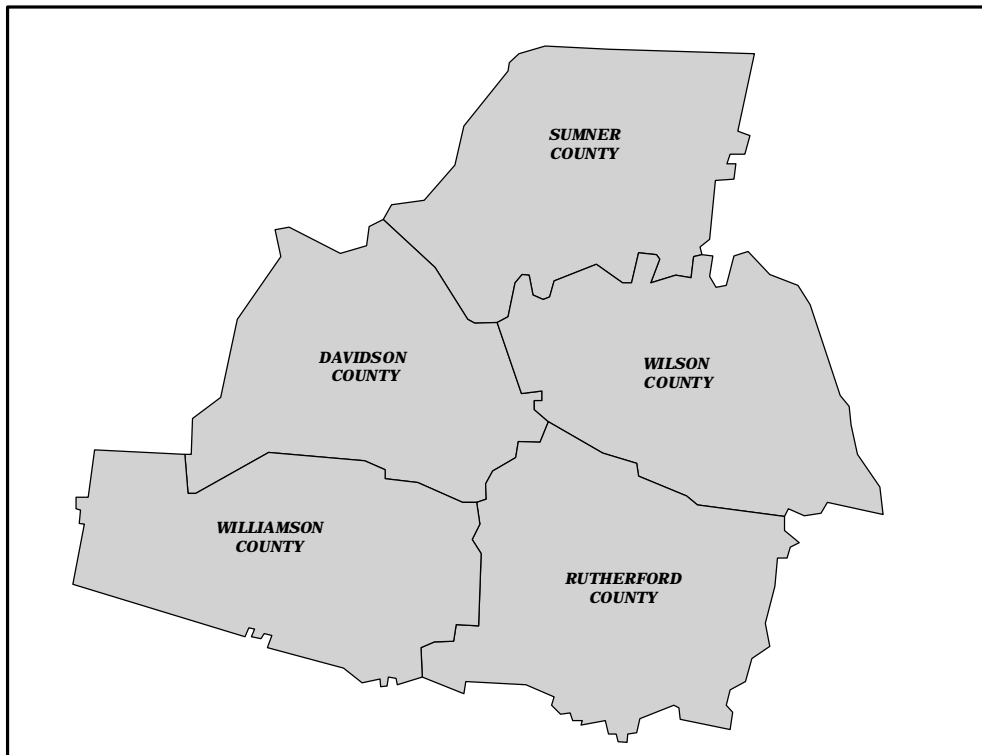 SUMNER
COUNTY
DAVIDSON
COUNTY
WILSON
COUNTY
WILLIAMSON
COUNTY
RUTHERFORD
COUNTY